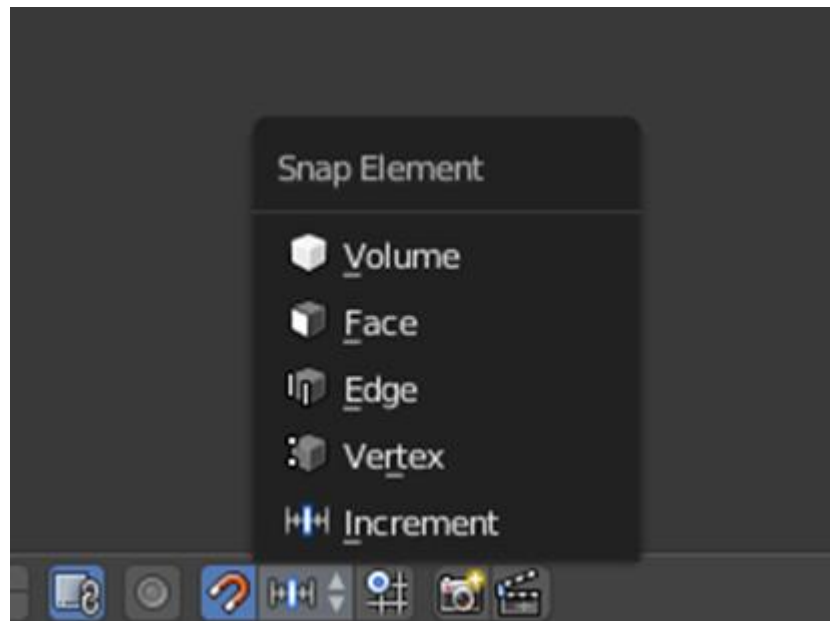 Snap Element
Volume
Face
Edge
Vertex
Increment